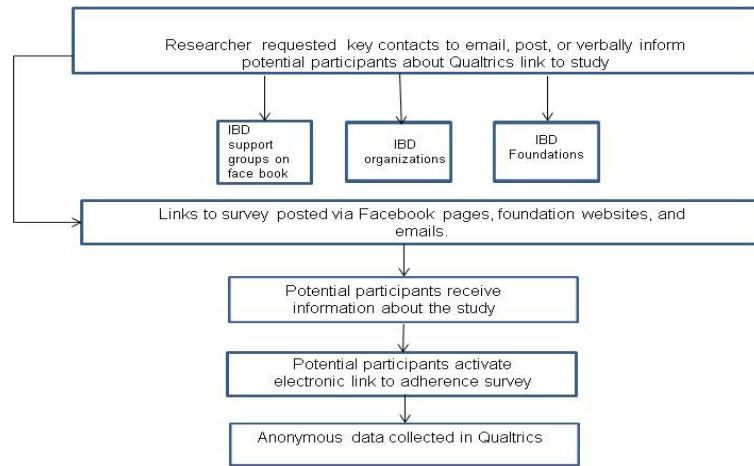 Researcher requested key contacts to email, post, or verbally inform
potential participants about Qualtrics link to study
IBD
support
groups on
face book
IBD
organizations
IBD
Foundations
Links to survey posted via Facebook pages, foundation websites, and
emails.
Potential participants receive
information about the study
Potential participants activate
electronic link to adherence survey
Anonymous data collected in Qualtrics